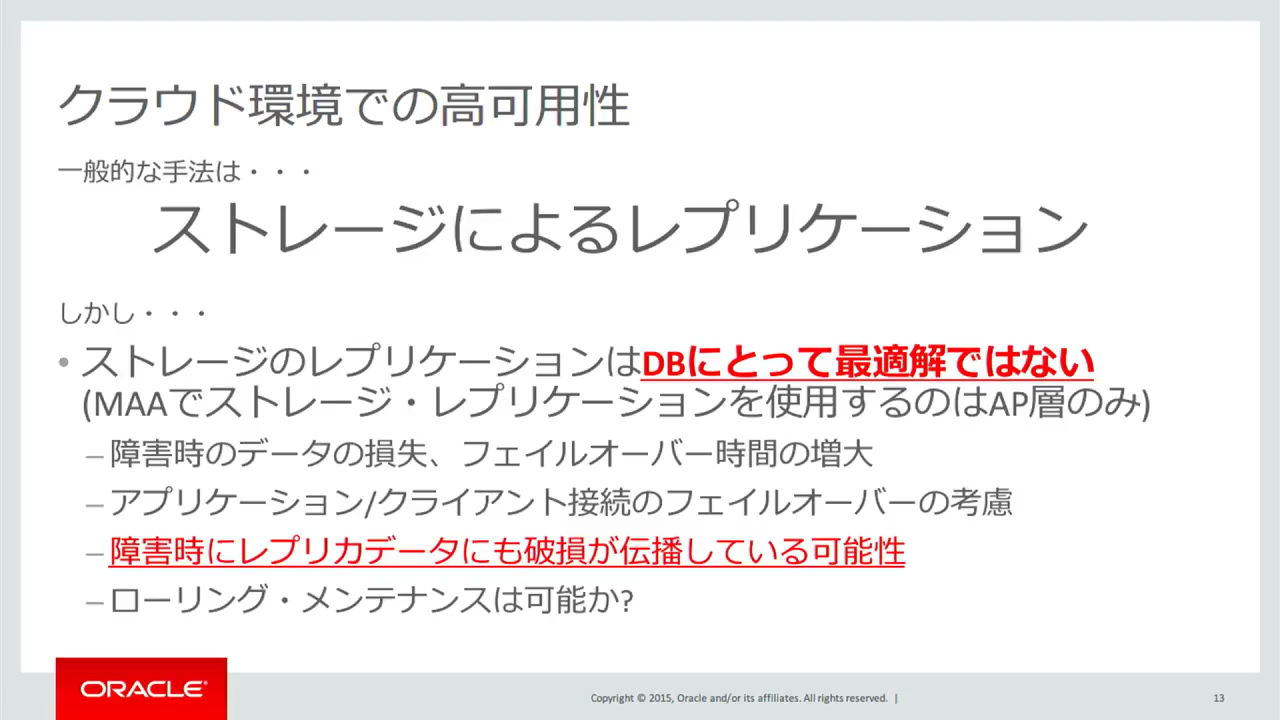 クラウド環境での高可用性
一般的な手法は・・・
ストレージによるレプリケーション
しかし・・・
• ストレージのレプリケーションはDBにとって最適解ではない
(MAAでストレージ・レプリケーションを使用するのはAP層のみ)
– 障害時のデータの損失、フェイルオーバー時間の増大
– アプリケーション/クライアント接続のフェイルオーバーの考慮
– 障害時にレプリカデータにも破損が伝播している可能性
– ローリング・メンテナンスは可能か?
ORACLE®
Copyright © 2015, Oracle and/or its affiliates. All rights reserved. |
13